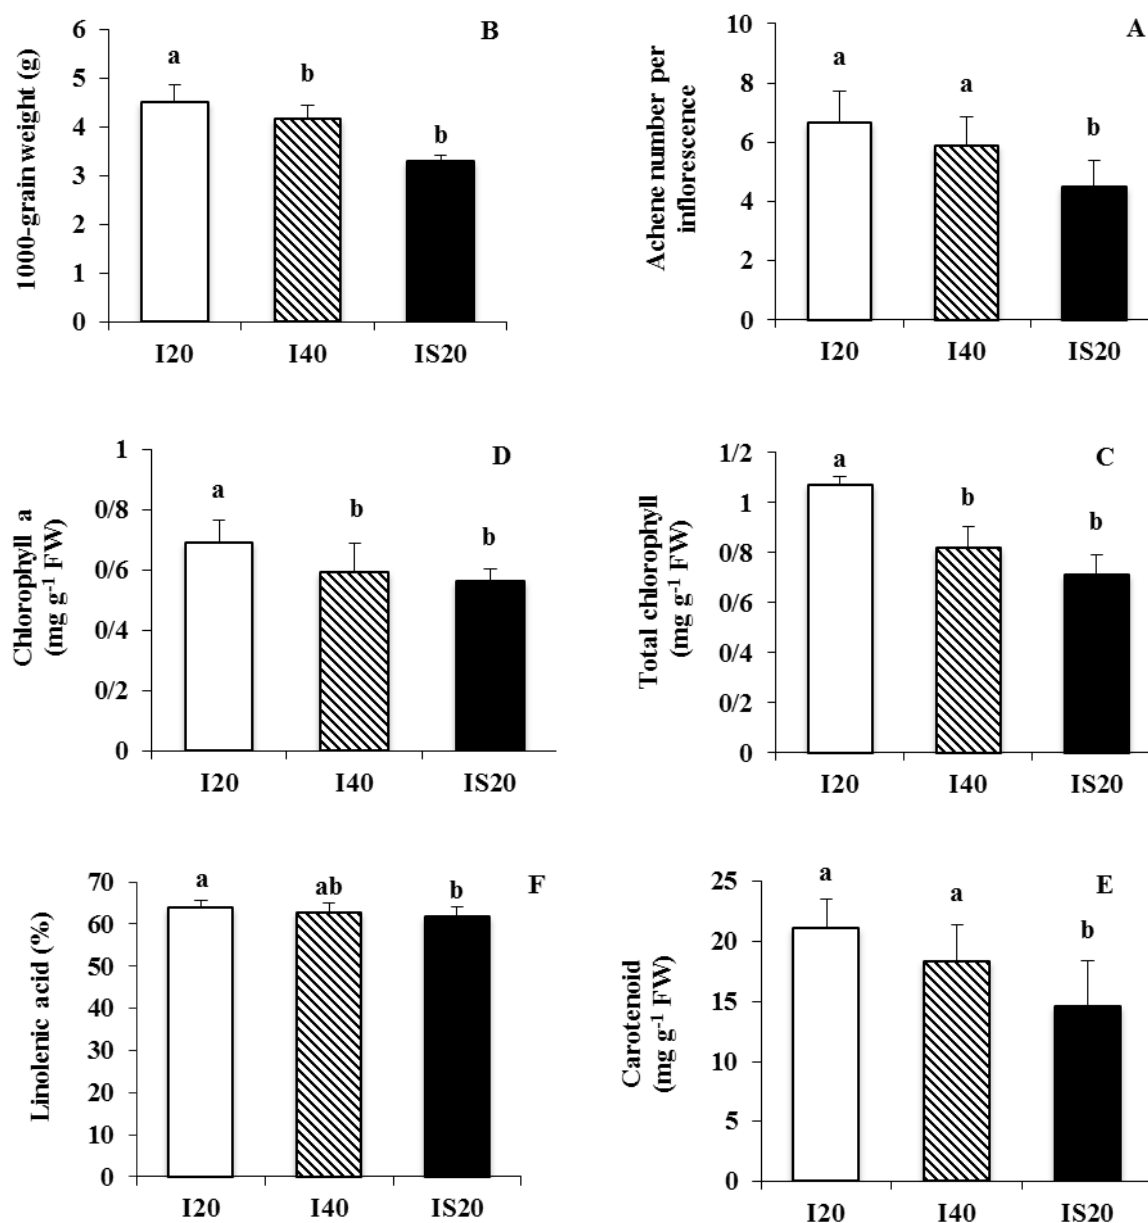 B
1000-grain weight (g)
6
5
4
3
2
1
0
a
b
b
I20
I40
IS20
A
Achene number per
inflorescence
10
8
6
4
2
0
a
a
b
I20
I40
IS20
D
Chlorophyll a
(mg g⁻¹ FW)
1
0/8
0/6
0/4
0/2
0
a
b
b
I20
I40
IS20
C
Total chlorophyll
(mg g⁻¹ FW)
1/2
1
0/8
0/6
0/4
0/2
0
a
b
b
I20
I40
IS20
F
Linolenic acid (%)
70
60
50
40
30
20
10
0
a
ab
b
I20
I40
IS20
E
Carotenoid
(mg g⁻¹ FW)
25
20
15
10
5
0
a
a
b
I20
I40
IS20